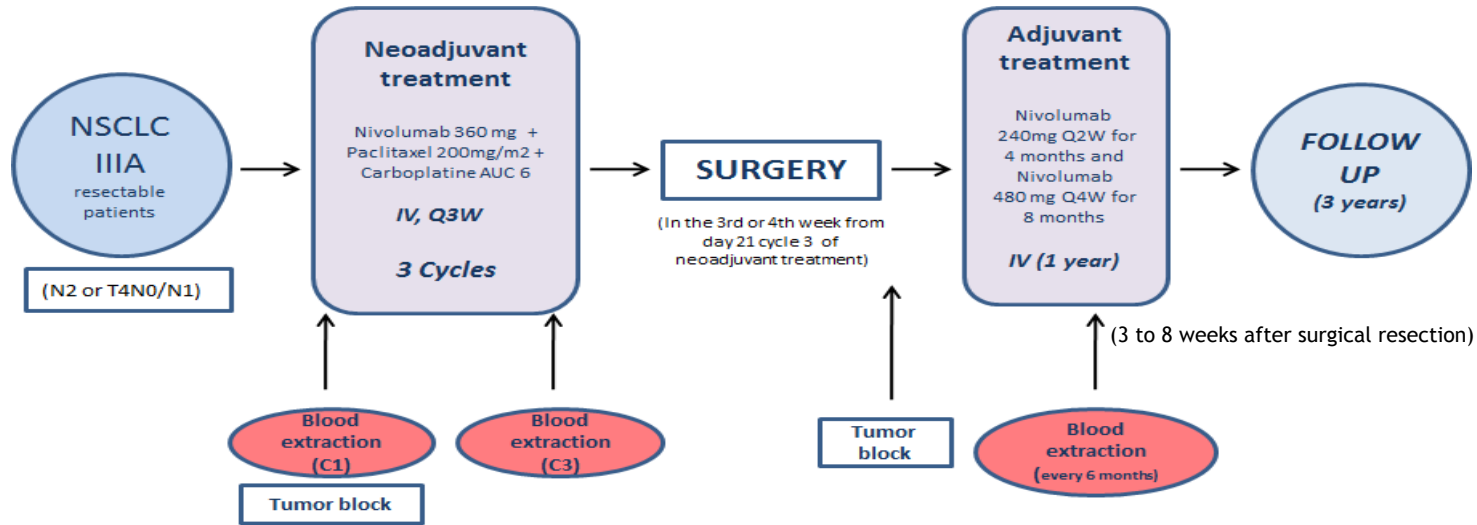 NSCLC
IIIA
resectable
patients
(N2 or T4N0/N1)
Neoadjuvant
treatment
Nivolumab 360 mg +
Paclitaxel 200mg/m2 +
Carboplatine AUC 6
IV, Q3W
3 Cycles
Blood
extraction
(C1)
Tumor block
Blood
extraction
(C3)
SURGERY
(In the 3rd or 4th week from
day 21 cycle 3 of
neoadjuvant treatment)
Tumor
block
Adjuvant
treatment
Nivolumab
240mg Q2W for
4 months and
Nivolumab
480 mg Q4W for
8 months
IV (1 year)
(3 to 8 weeks after surgical resection)
Blood
extraction
(every 6 months)
FOLLOW
UP
(3 years)